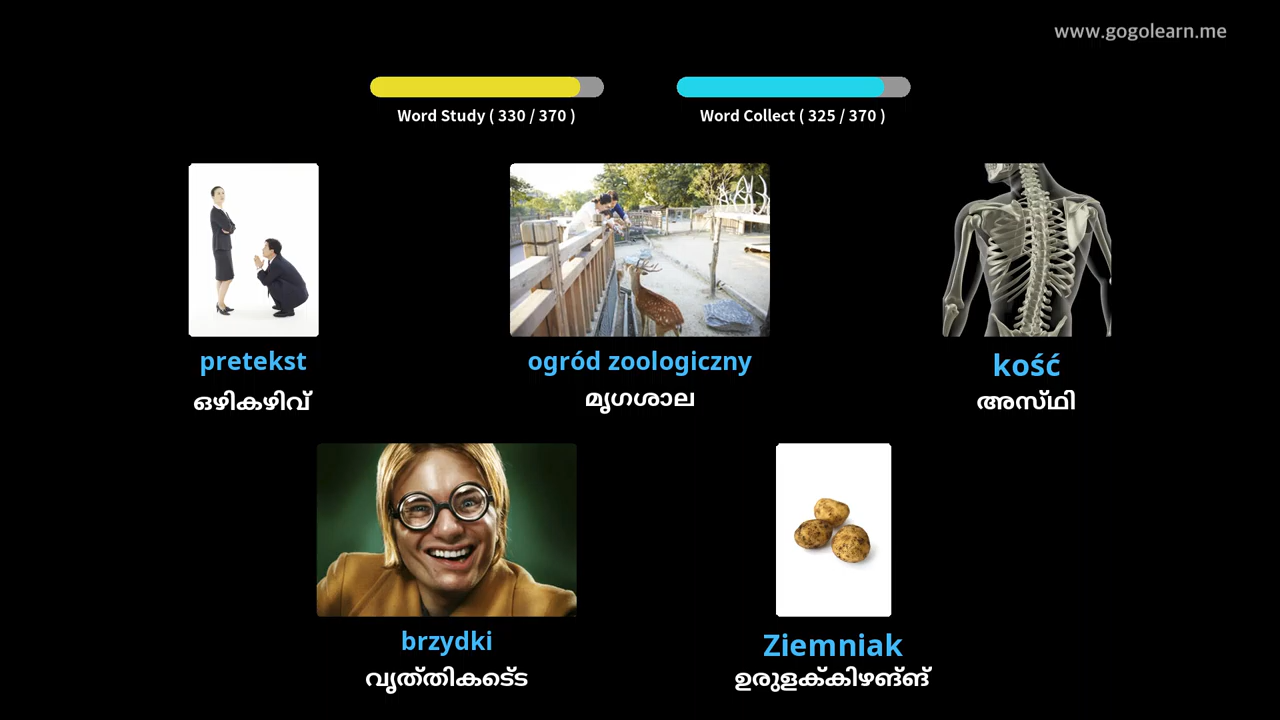 www.gogolearn.me
Word Study ( 330 / 370 )
Word Collect ( 325 / 370 )
pretekst
ഒഴികഴിവ്
ogród zoologiczny
മൃഗശാല
kość
അസ്ഥി
brzydki
വൃത്തികെട്ട
Ziemniak
ഉരുളക്കിഴങ്ങ്